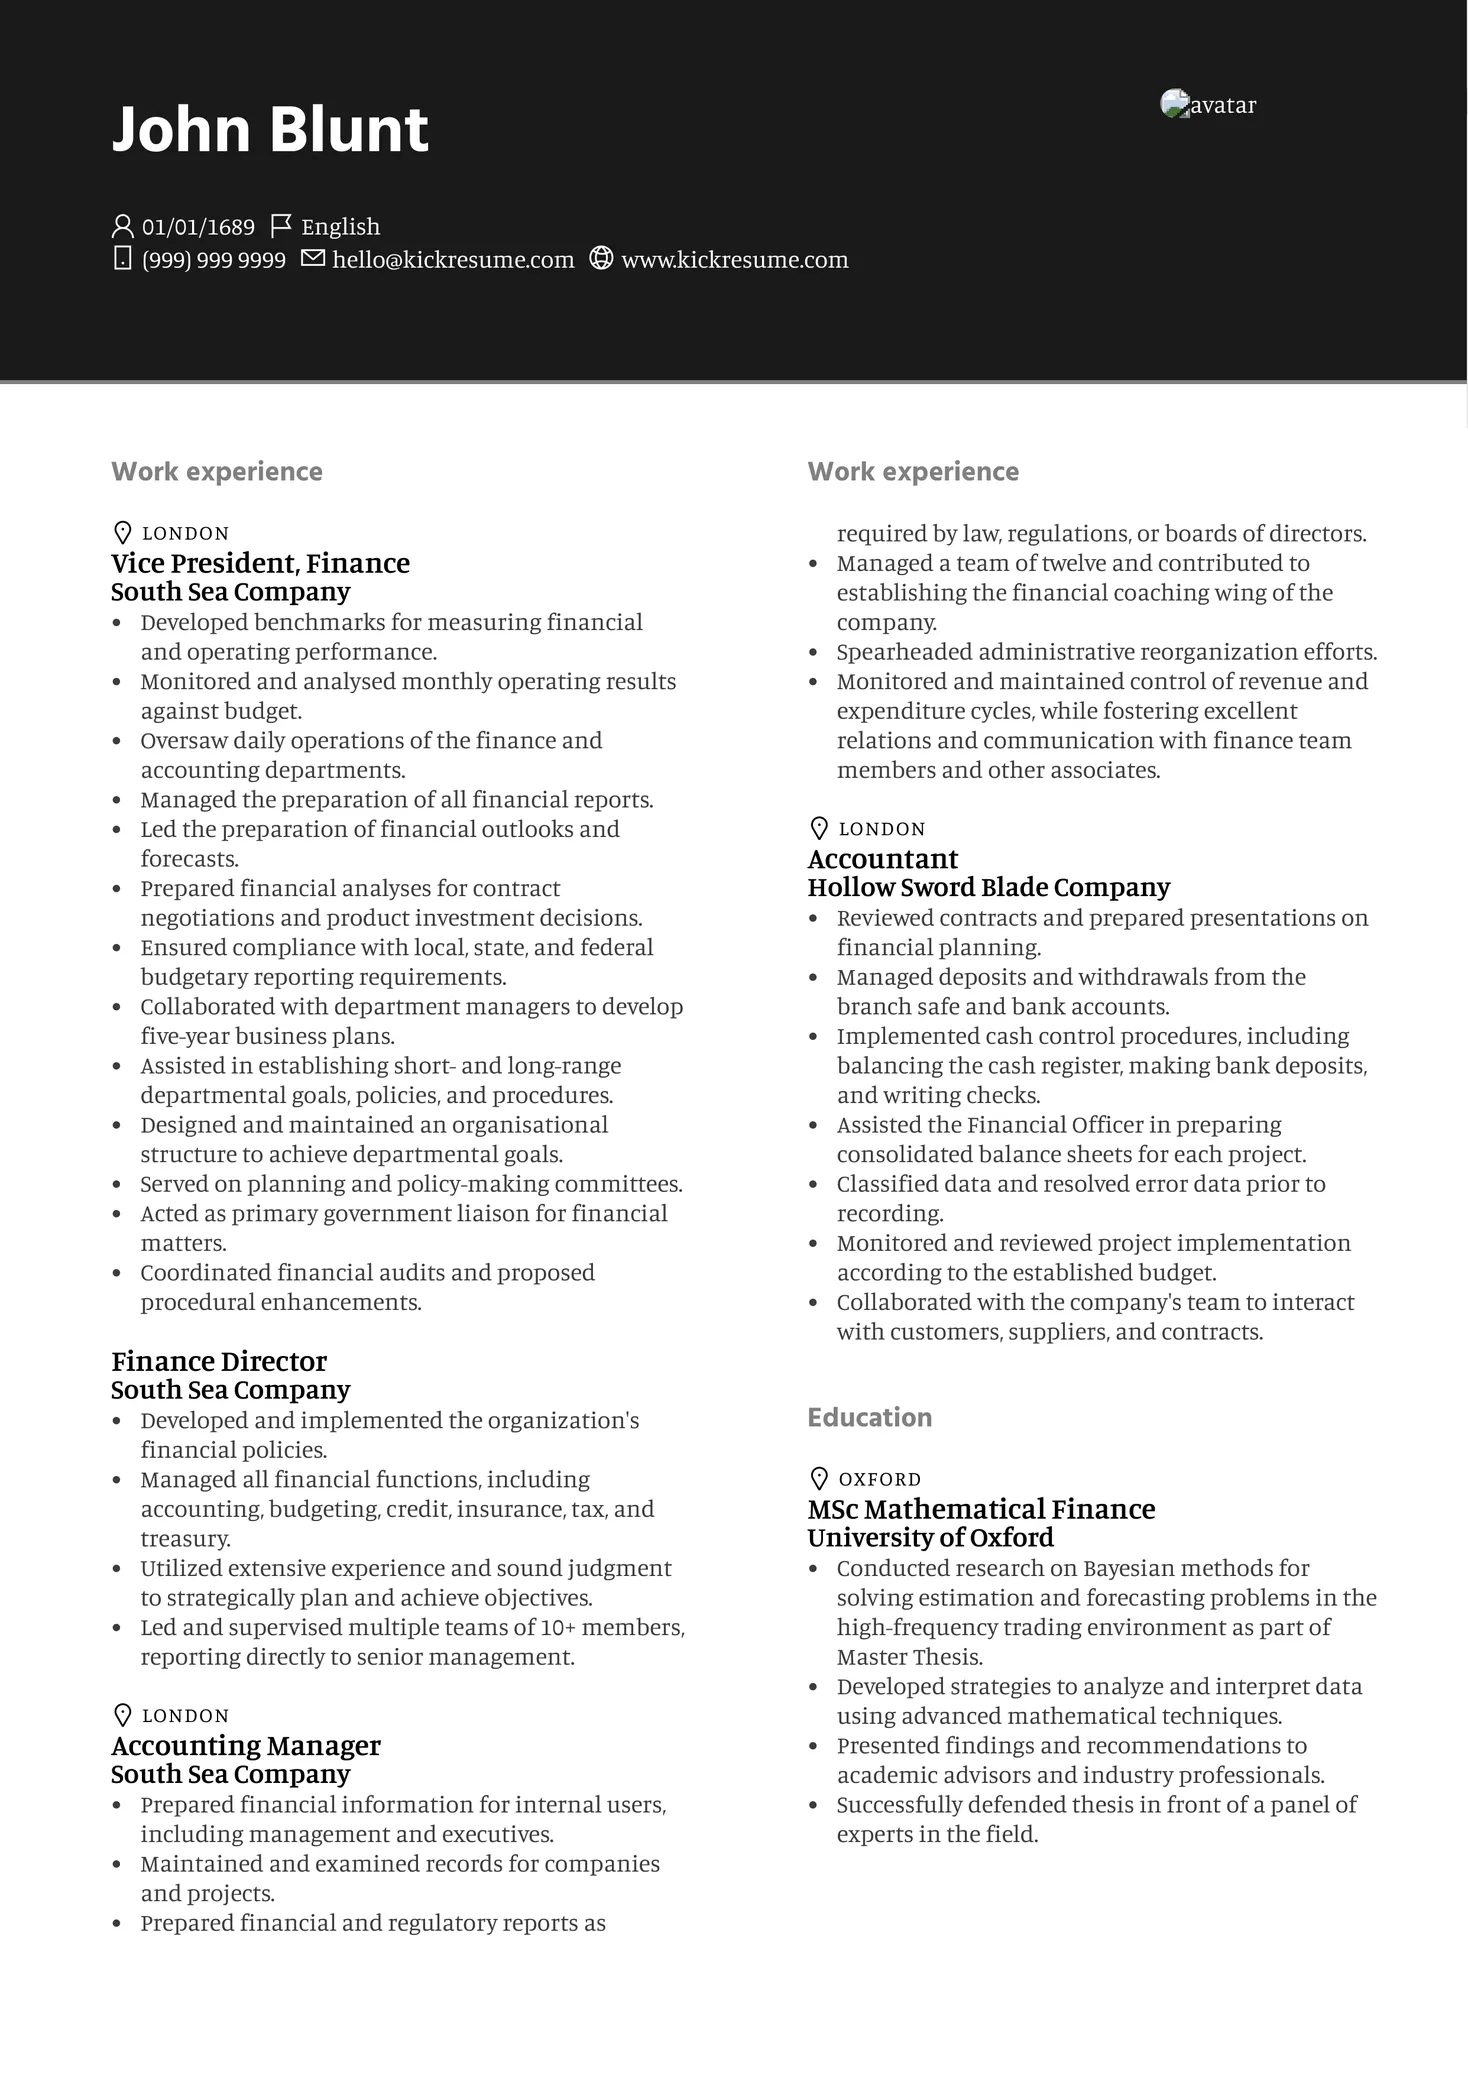 John Blunt
avatar
01/01/1689 English
(999) 999 9999 hello@kickresume.com www.kickresume.com
Work experience
LONDON
Vice President, Finance
South Sea Company
• Developed benchmarks for measuring financial
and operating performance.
• Monitored and analysed monthly operating results
against budget.
• Oversaw daily operations of the finance and
accounting departments.
• Managed the preparation of all financial reports.
• Led the preparation of financial outlooks and
forecasts.
• Prepared financial analyses for contract
negotiations and product investment decisions.
• Ensured compliance with local, state, and federal
budgetary reporting requirements.
• Collaborated with department managers to develop
five-year business plans.
• Assisted in establishing short- and long-range
departmental goals, policies, and procedures.
• Designed and maintained an organisational
structure to achieve departmental goals.
• Served on planning and policy-making committees.
• Acted as primary government liaison for financial
matters.
• Coordinated financial audits and proposed
procedural enhancements.
Finance Director
South Sea Company
• Developed and implemented the organization's
financial policies.
• Managed all financial functions, including
accounting, budgeting, credit, insurance, tax, and
treasury.
• Utilized extensive experience and sound judgment
to strategically plan and achieve objectives.
• Led and supervised multiple teams of 10+ members,
reporting directly to senior management.
LONDON
Accounting Manager
South Sea Company
• Prepared financial information for internal users,
including management and executives.
• Maintained and examined records for companies
and projects.
• Prepared financial and regulatory reports as
Work experience
required by law, regulations, or boards of directors.
• Managed a team of twelve and contributed to
establishing the financial coaching wing of the
company.
• Spearheaded administrative reorganization efforts.
• Monitored and maintained control of revenue and
expenditure cycles, while fostering excellent
relations and communication with finance team
members and other associates.
LONDON
Accountant
Hollow Sword Blade Company
• Reviewed contracts and prepared presentations on
financial planning.
• Managed deposits and withdrawals from the
branch safe and bank accounts.
• Implemented cash control procedures, including
balancing the cash register, making bank deposits,
and writing checks.
• Assisted the Financial Officer in preparing
consolidated balance sheets for each project.
• Classified data and resolved error data prior to
recording.
• Monitored and reviewed project implementation
according to the established budget.
• Collaborated with the company's team to interact
with customers, suppliers, and contracts.
Education
OXFORD
MSc Mathematical Finance
University of Oxford
• Conducted research on Bayesian methods for
solving estimation and forecasting problems in the
high-frequency trading environment as part of
Master Thesis.
• Developed strategies to analyze and interpret data
using advanced mathematical techniques.
• Presented findings and recommendations to
academic advisors and industry professionals.
• Successfully defended thesis in front of a panel of
experts in the field.